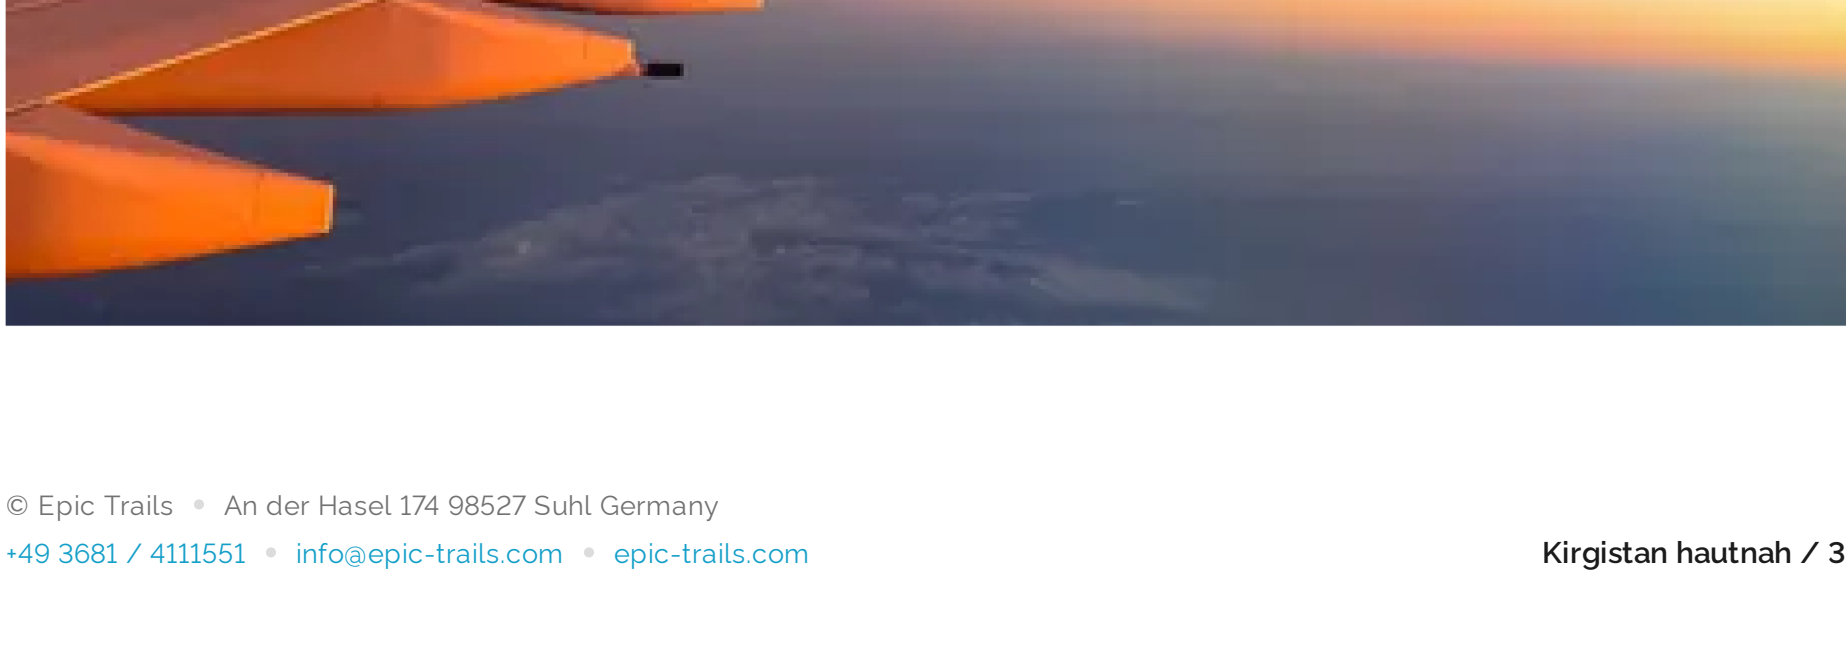 © Epic Trails • An der Hasel 174 98527 Suhl Germany
+49 3681 / 4111551 • info@epic-trails.com • epic-trails.com
Kirgistan hautnah / 3